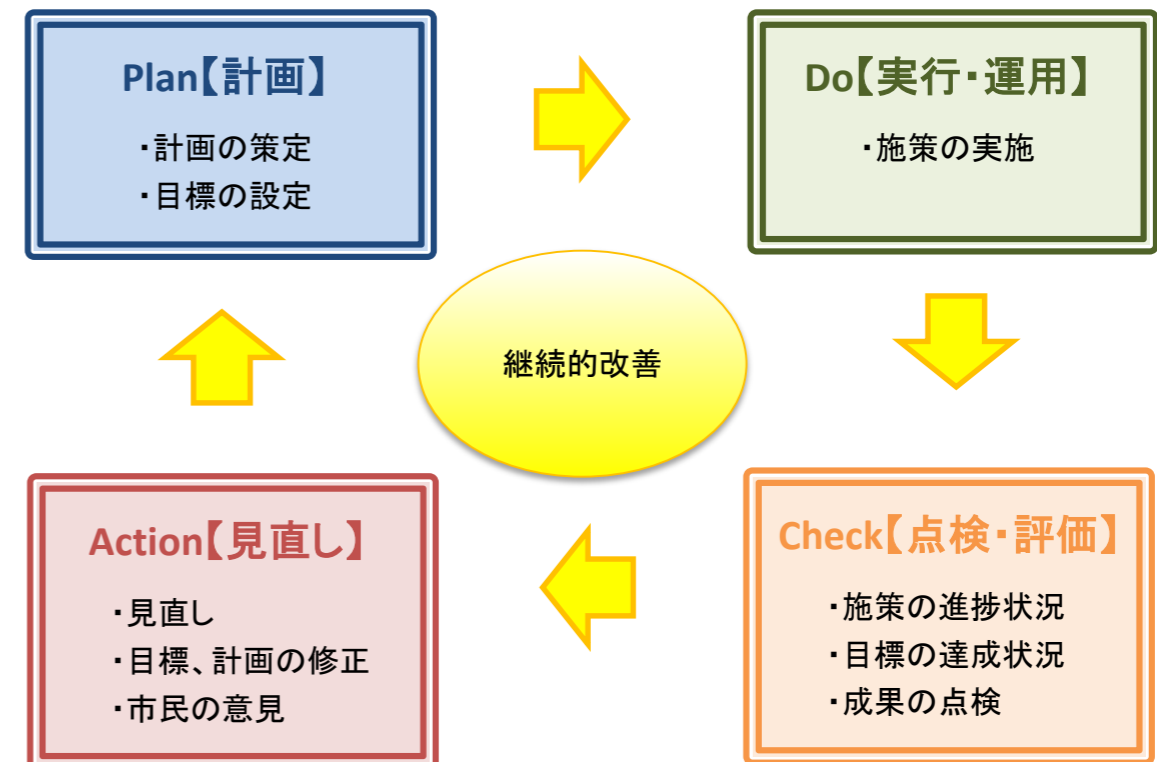 Plan【計画】
・計画の策定
・目標の設定
Do【実行・運用】
・施策の実施
継続的改善
Action【見直し】
・見直し
・目標、計画の修正
・市民の意見
Check【点検・評価】
・施策の進捗状況
・目標の達成状況
・成果の点検